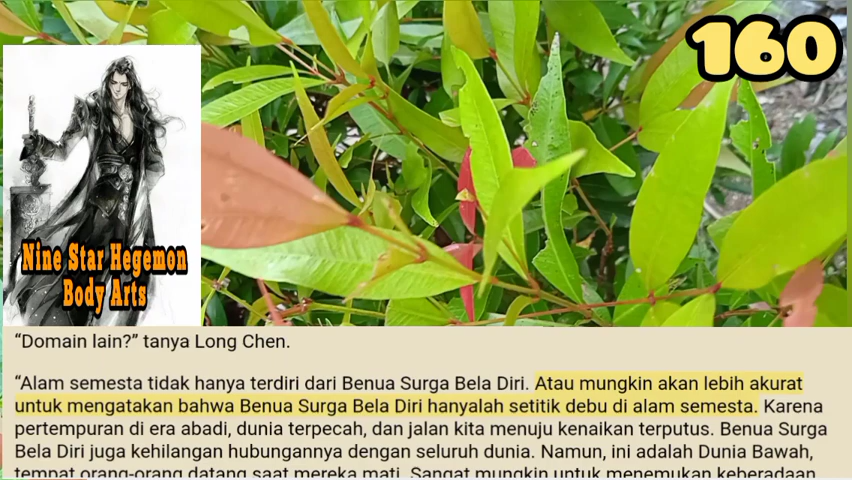 160
Nine Star Hegemon
Body Arts
“Domain lain?” tanya Long Chen.
“Alam semesta tidak hanya terdiri dari Benua Surga Bela Diri. Atau mungkin akan lebih akurat
untuk mengatakan bahwa Benua Surga Bela Diri hanyalah setitik debu di alam semesta. Karena
pertempuran di era abadi, dunia terpecah, dan jalan kita menuju kenaikan terputus. Benua Surga
Bela Diri juga kehilangan hubungannya dengan seluruh dunia. Namun, ini adalah Dunia Bawah,
tempat orang-orang datang saat mereka mati. Sangat mungkin untuk menemukan keberadaan